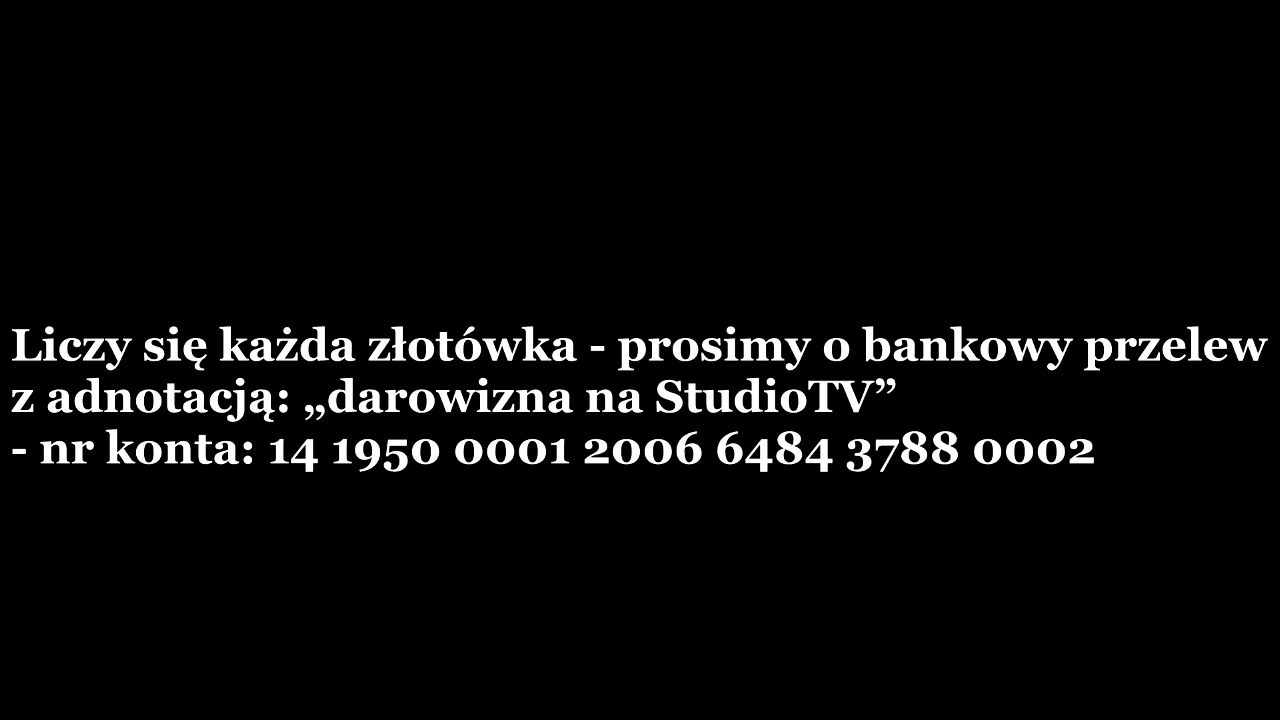 Liczy się każda złotówka - prosimy o bankowy przelew
z adnotacją: „darowizna na StudioTV”
- nr konta: 14 1950 0001 2006 6484 3788 0002